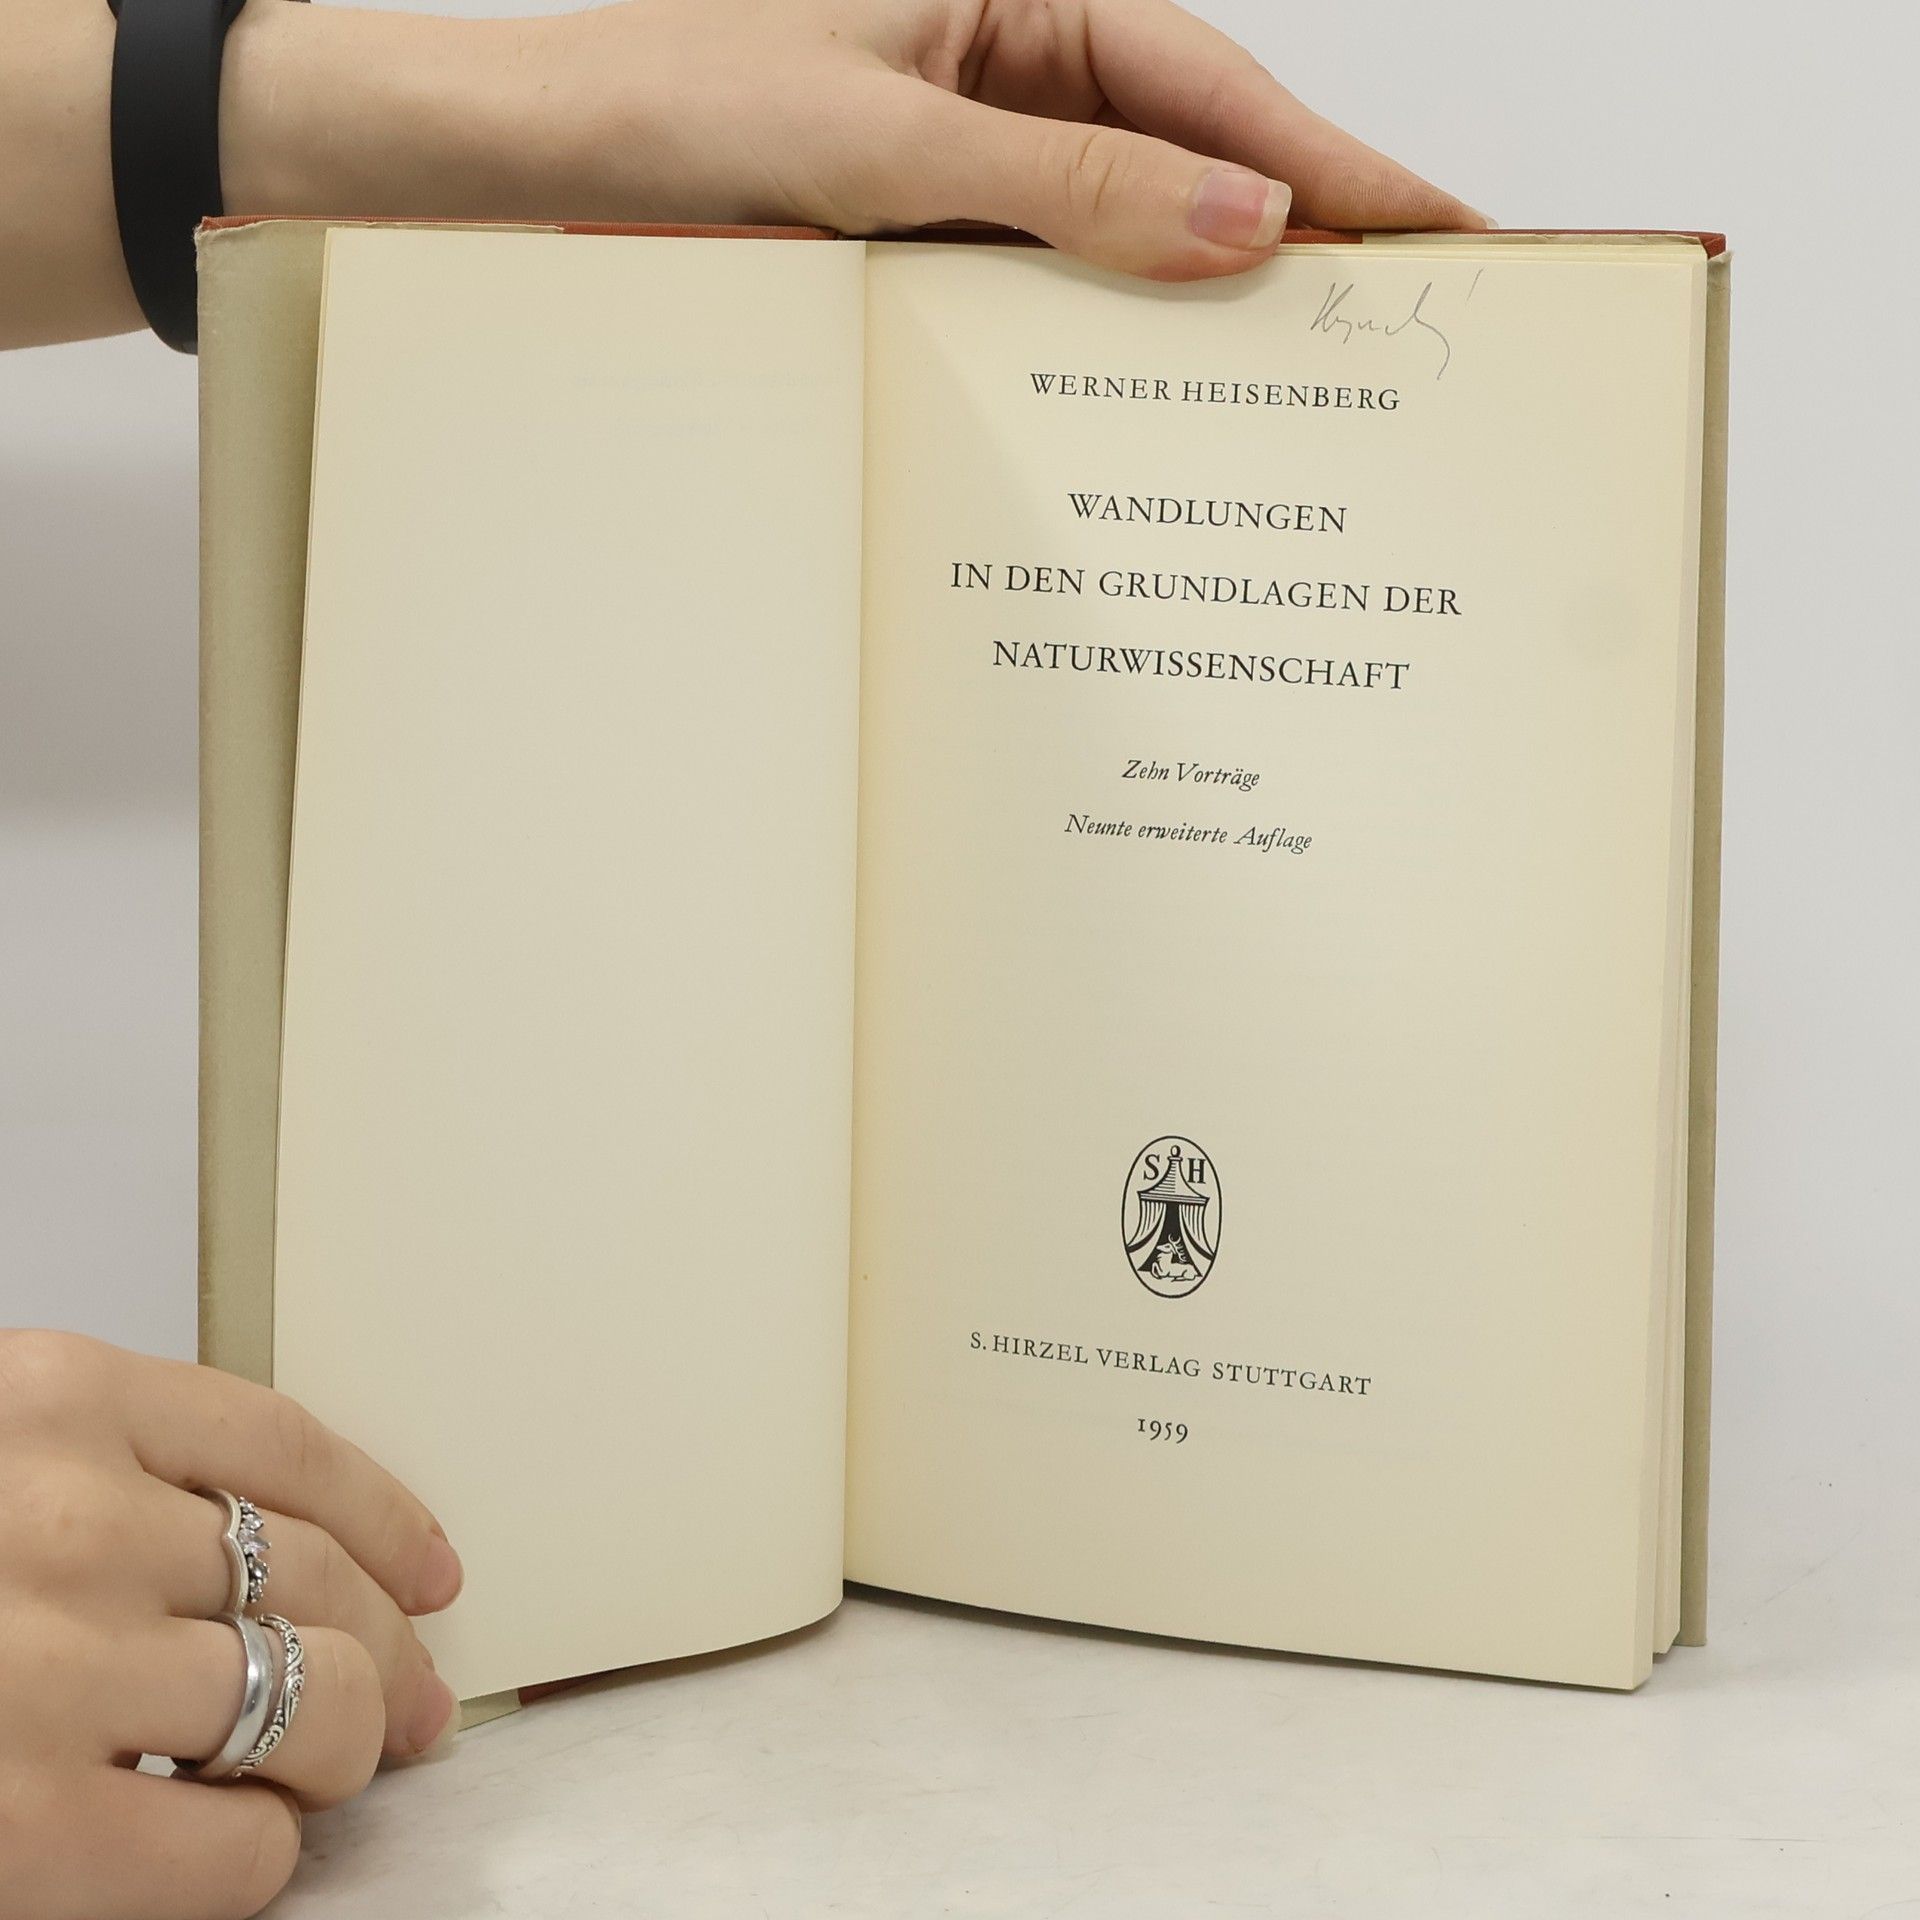 WERNER HEISENBERG
WANDLUNGEN
IN DEN GRUNDLAGEN DER
NATURWISSENSCHAFT
Zehn Vorträge
Neunte erweiterte Auflage
S H
S. HIRZEL VERLAG STUTTGART
1959